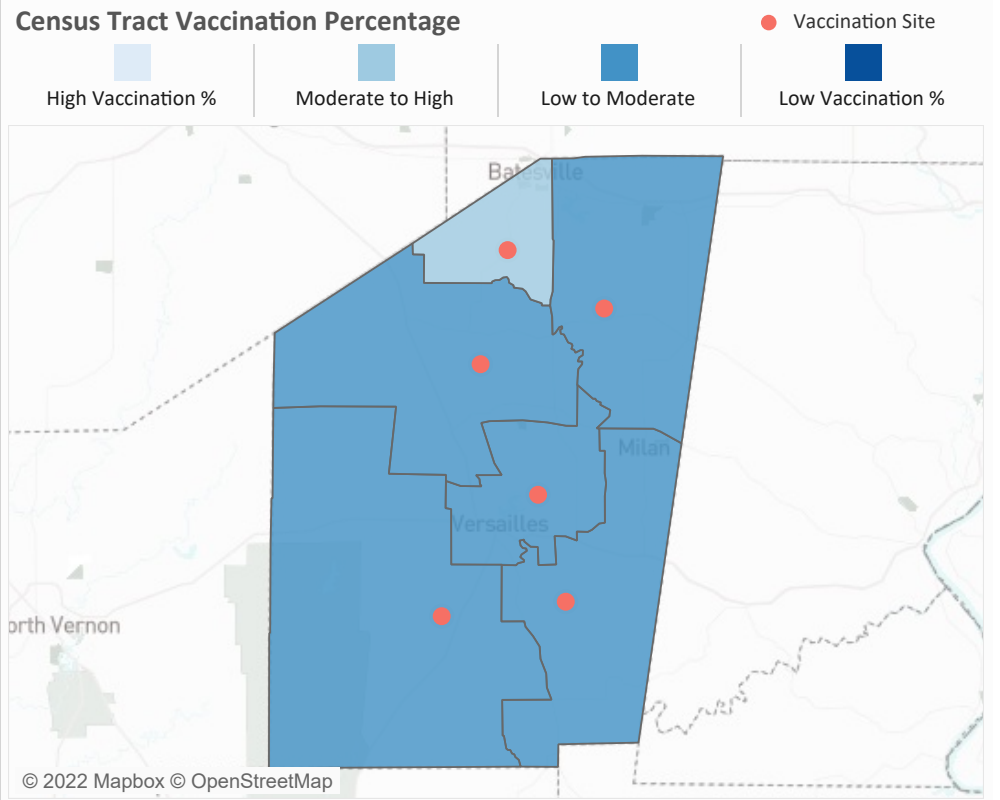 Census Tract Vaccination Percentage
Vaccination Site
High Vaccination %
Moderate to High
Low to Moderate
Low Vaccination %
Batesville
Milan
Versailles
orth Vernon
© 2022 Mapbox © OpenStreetMap